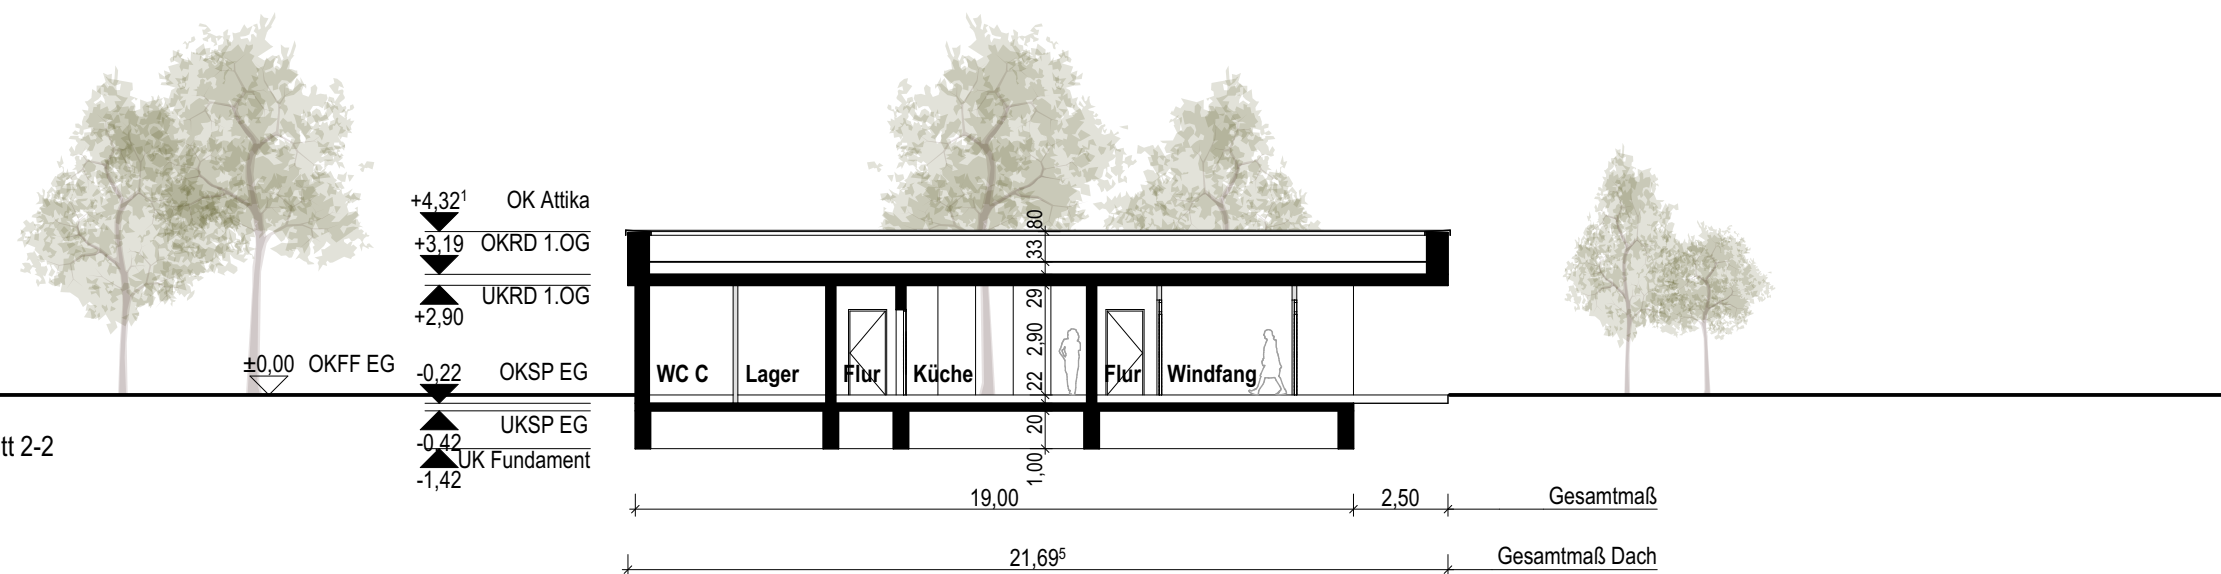 +4,32¹ OK Attika
+3,19 OKRD 1.OG
UKRD 1.OG
+2,90
±0,00 OKFF EG
-0,22 OKSP EG
UKSP EG
-0,42
UK Fundament
-1,42
tt 2-2
80
33
29
2,90
22
20
1,00
WC C
Lager
Flur
Küche
Flur
Windfang
19,00
2,50
Gesamtmaß
21,69⁵
Gesamtmaß Dach